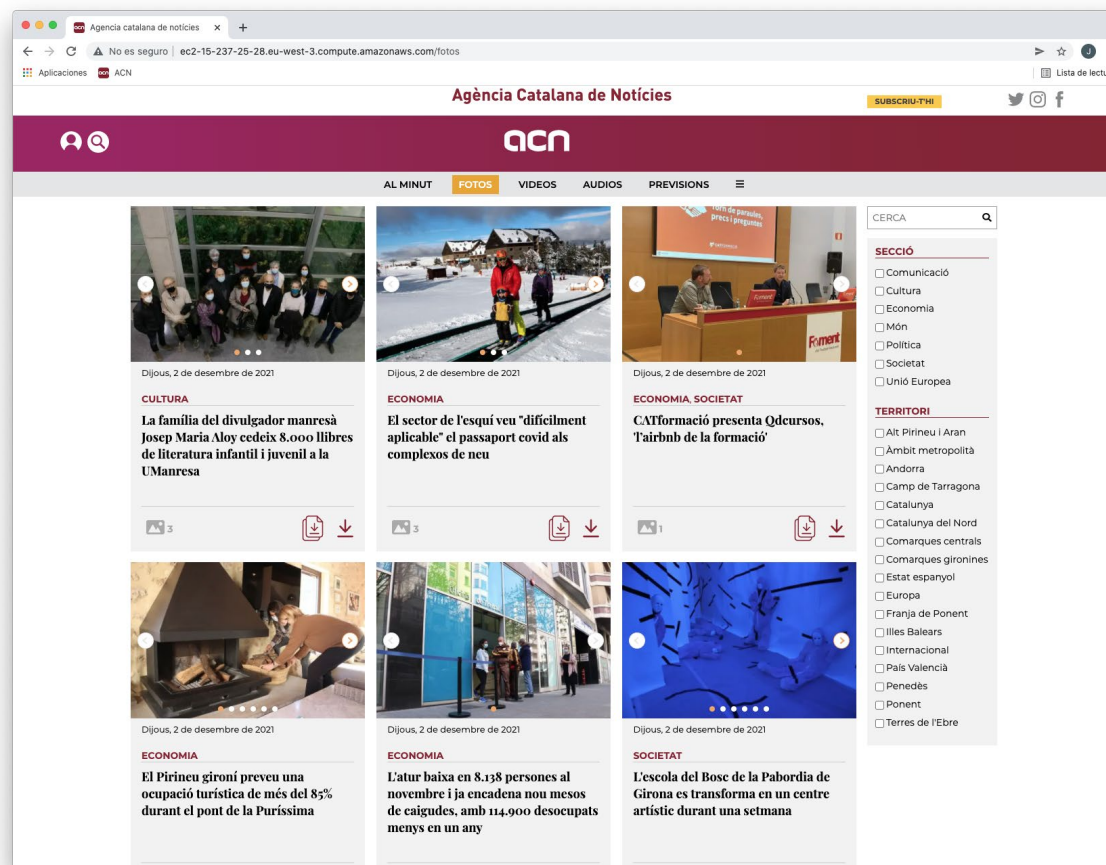 Agencia catalana de notícies
No es seguro
ec2-15-237-25-28.eu-west-3.compute.amazonaws.com/fotos
J
Aplicaciones
acn ACN
Lista de lectu
Agència Catalana de Notícies
SUBSCRIU-T'HI
acn
AL MINUT
FOTOS
VIDEOS
AUDIOS
PREVISIONS
Torn de paraules,
precs i preguntes
Foment
Foment
Dijous, 2 de desembre de 2021
CULTURA
La família del divulgador manresà
Josep Maria Aloy cedeix 8.000 llibres
de literatura infantil i juvenil a la
UManresa
3
Dijous, 2 de desembre de 2021
ECONOMIA
El sector de l'esquí veu "difícilment
aplicable" el passaport covid als
complexos de neu
3
Dijous, 2 de desembre de 2021
ECONOMIA, SOCIETAT
CATformació presenta Qdcursos,
'l'airbnb de la formació'
1
Dijous, 2 de desembre de 2021
ECONOMIA
El Pirineu gironí preveu una
ocupació turística de més del 85%
durant el pont de la Puríssima
Dijous, 2 de desembre de 2021
ECONOMIA
L'atur baixa en 8.138 persones al
novembre i ja encadena nou mesos
de caigudes, amb 114.900 desocupats
menys en un any
Dijous, 2 de desembre de 2021
SOCIETAT
L'escola del Bosc de la Pabordia de
Girona es transforma en un centre
artístic durant una setmana
CERCA
SECCIÓ
Comunicació
Cultura
Economia
Món
Política
Societat
Unió Europea
TERRITORI
Alt Pirineu i Aran
Àmbit metropolità
Andorra
Camp de Tarragona
Catalunya
Catalunya del Nord
Comarques centrals
Comarques gironines
Estat espanyol
Europa
Franja de Ponent
Illes Balears
Internacional
País Valencià
Penedès
Ponent
Terres de l'Ebre